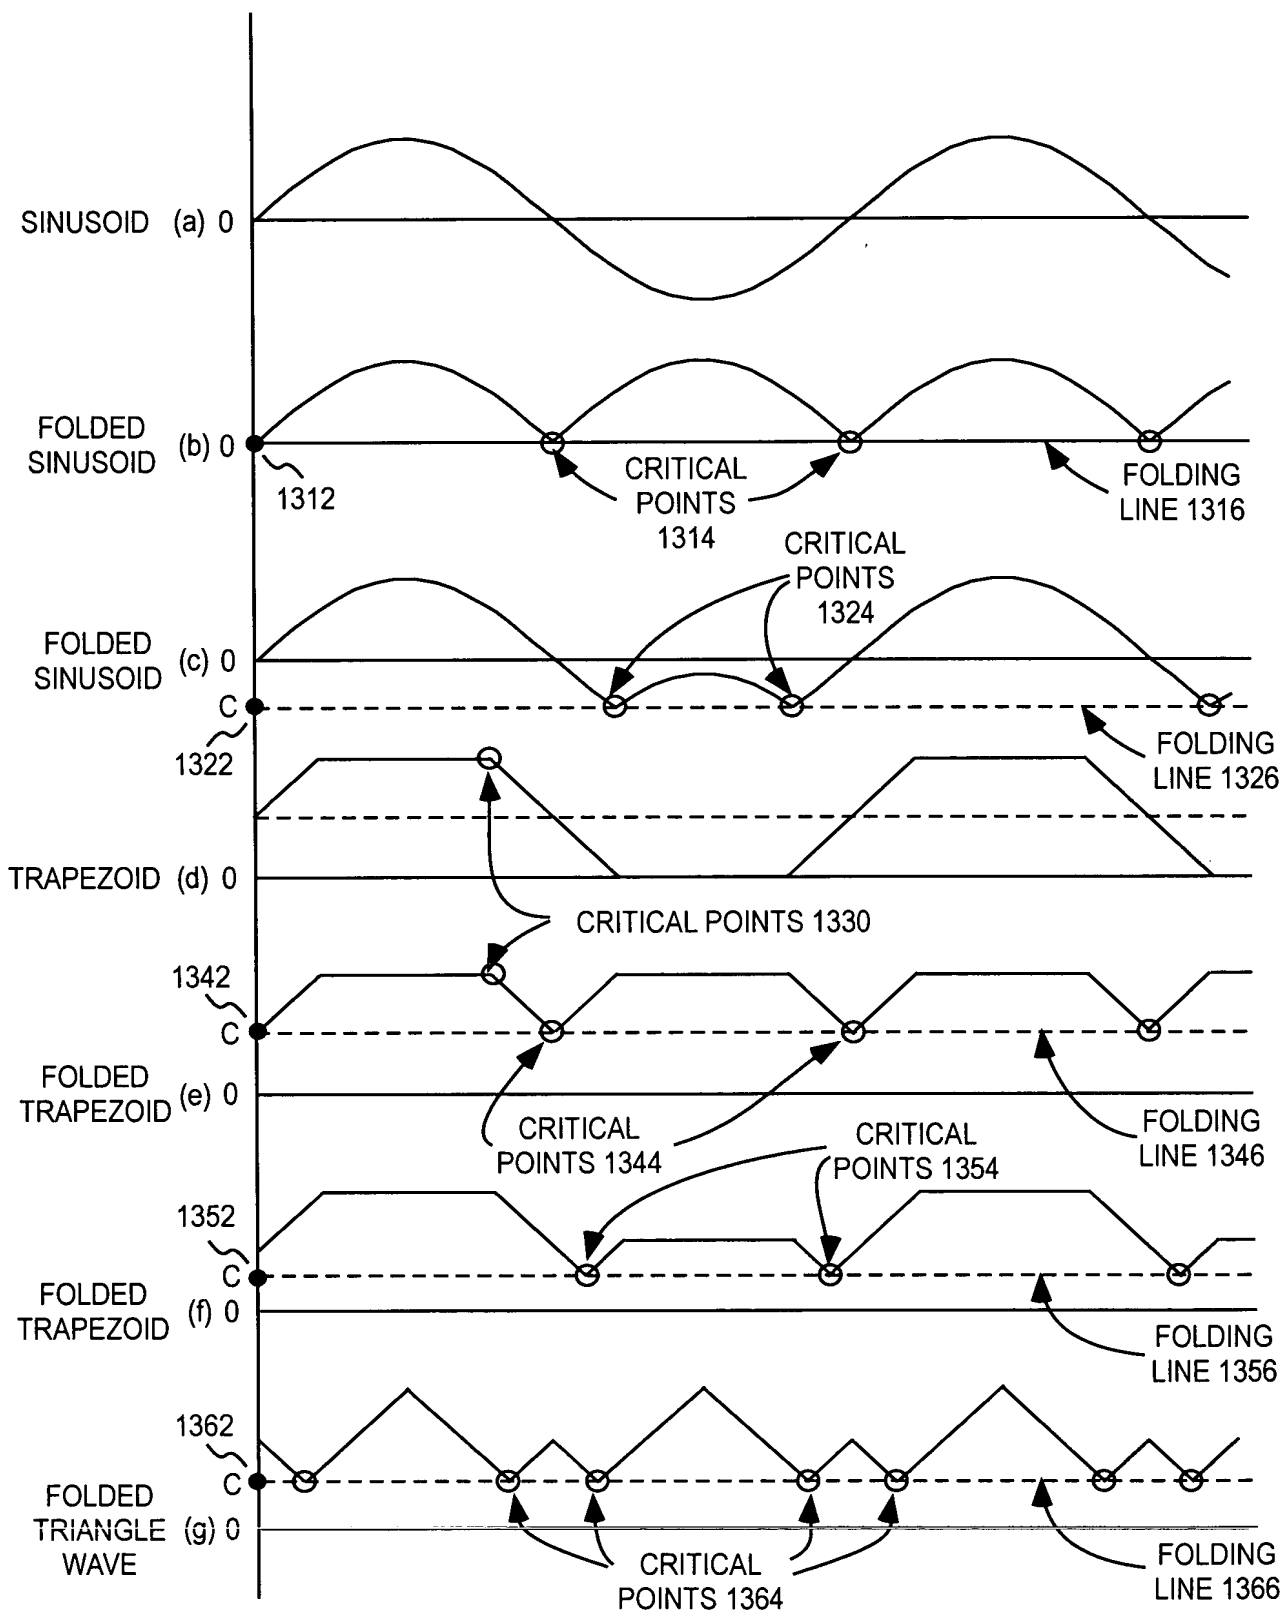 SINUSOID (a) 0
FOLDED
SINUSOID
(b) 0
1312
CRITICAL
POINTS
1314
FOLDING
LINE 1316
CRITICAL
POINTS
1324
FOLDED
SINUSOID
(c) 0
C
1322
FOLDING
LINE 1326
TRAPEZOID (d) 0
CRITICAL POINTS 1330
1342
C
FOLDED
TRAPEZOID
(e) 0
CRITICAL
POINTS 1344
FOLDING
LINE 1346
CRITICAL
POINTS 1354
1352
C
FOLDED
TRAPEZOID
(f) 0
FOLDING
LINE 1356
1362
C
FOLDED
TRIANGLE
WAVE
(g) 0
CRITICAL
POINTS 1364
FOLDING
LINE 1366